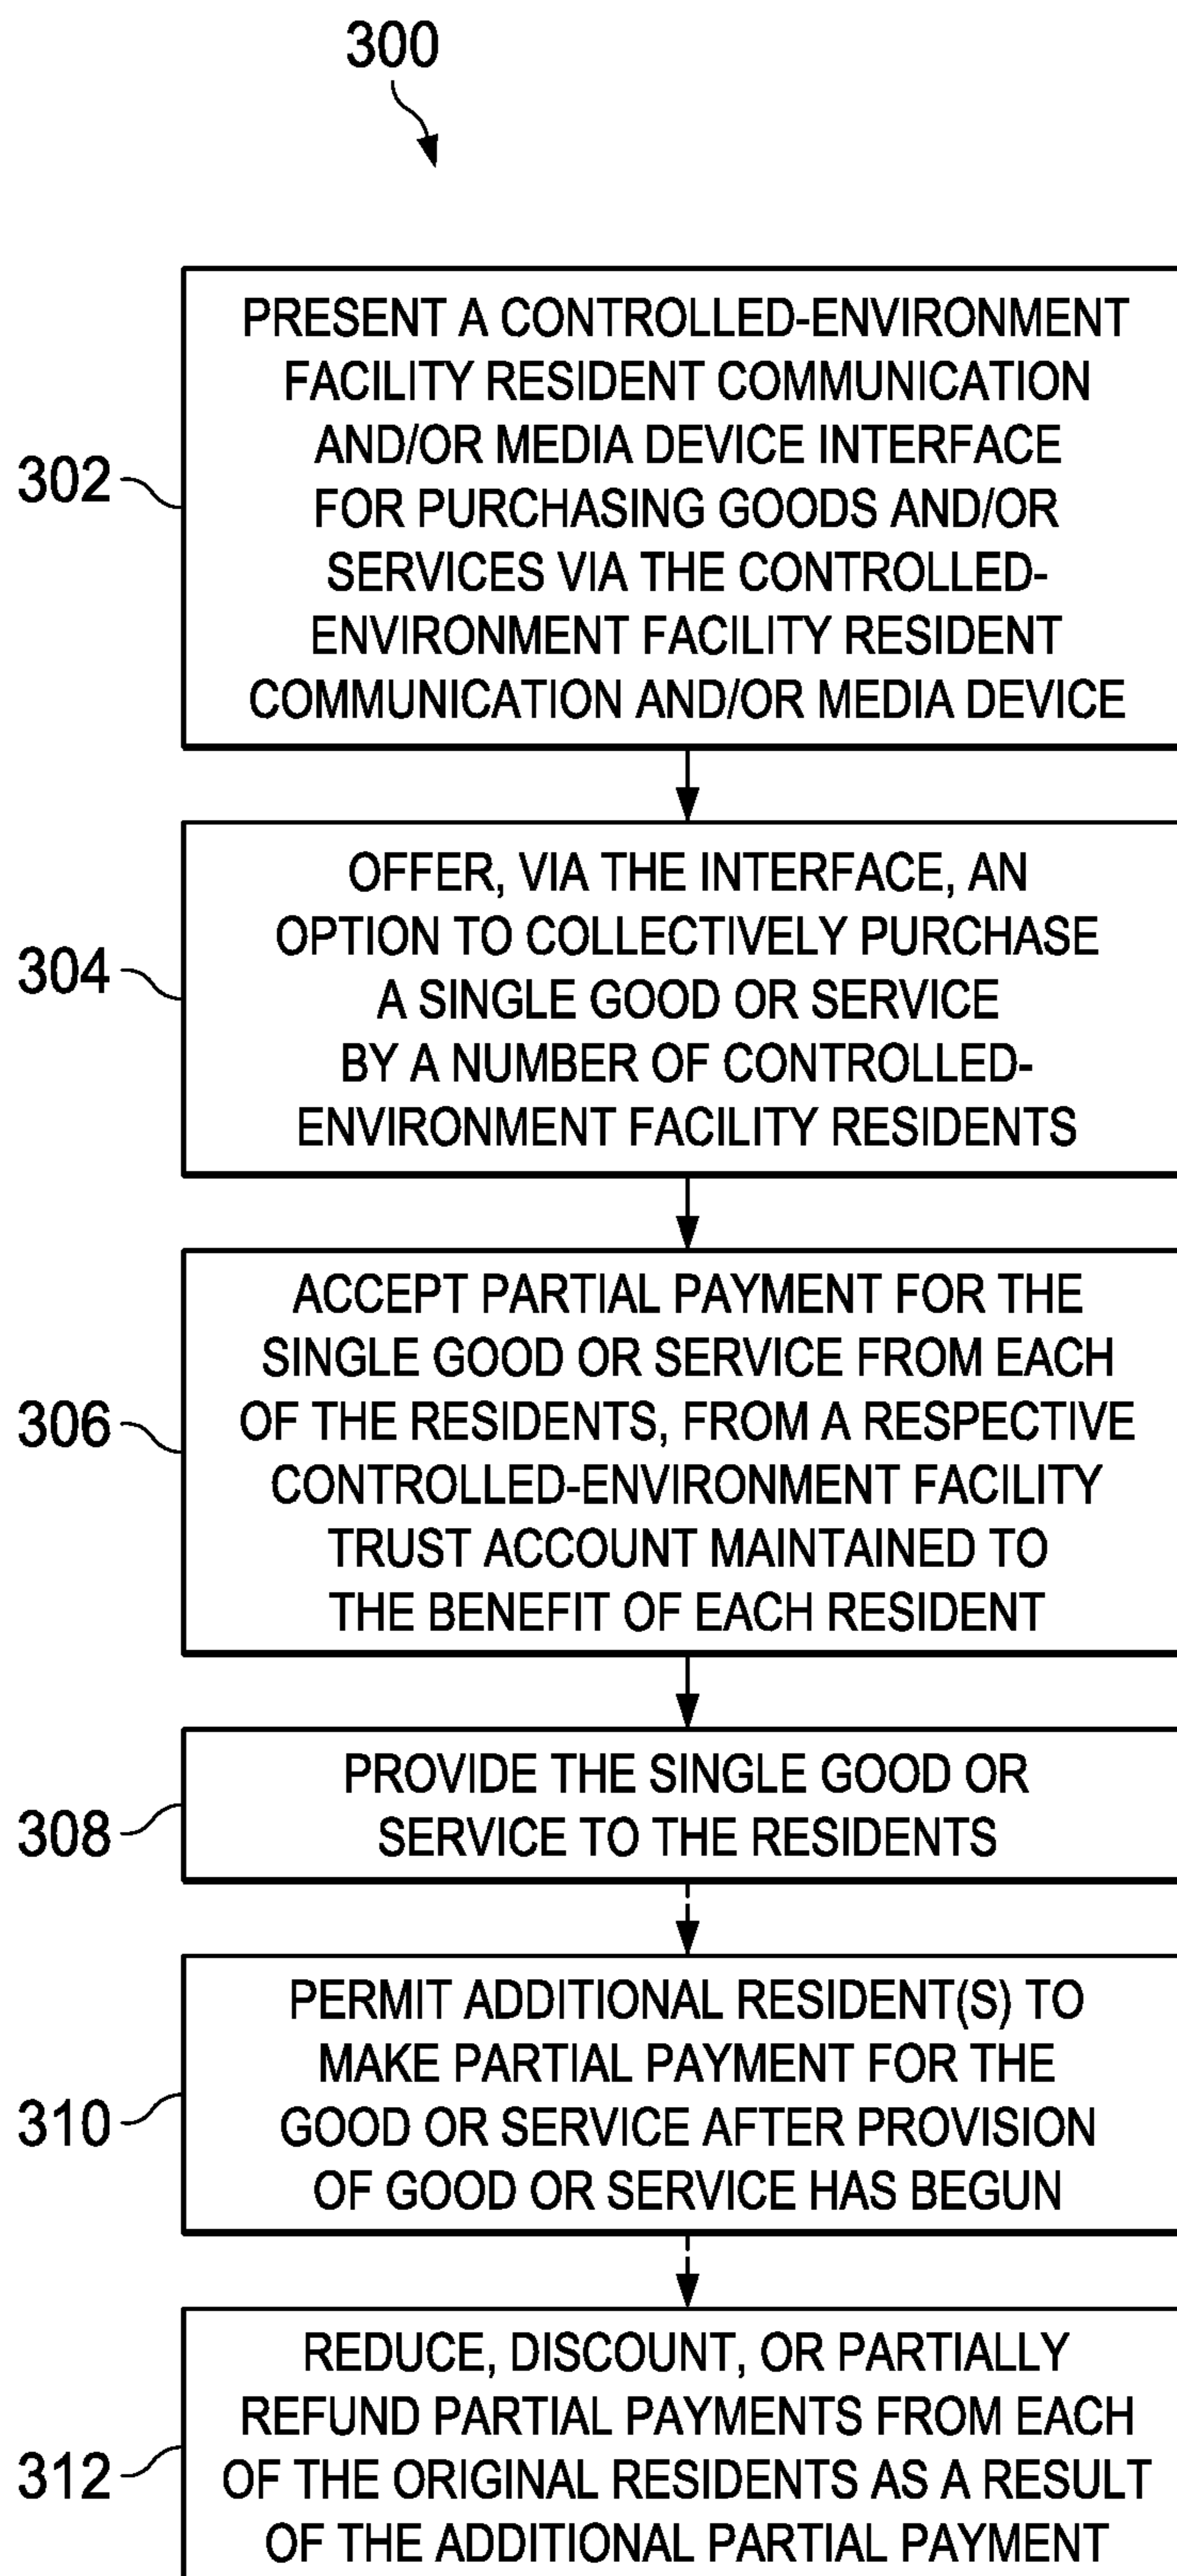 300
302
PRESENT A CONTROLLED-ENVIRONMENT
FACILITY RESIDENT COMMUNICATION
AND/OR MEDIA DEVICE INTERFACE
FOR PURCHASING GOODS AND/OR
SERVICES VIA THE CONTROLLED-
ENVIRONMENT FACILITY RESIDENT
COMMUNICATION AND/OR MEDIA DEVICE
304
OFFER, VIA THE INTERFACE, AN
OPTION TO COLLECTIVELY PURCHASE
A SINGLE GOOD OR SERVICE
BY A NUMBER OF CONTROLLED-
ENVIRONMENT FACILITY RESIDENTS
306
ACCEPT PARTIAL PAYMENT FOR THE
SINGLE GOOD OR SERVICE FROM EACH
OF THE RESIDENTS, FROM A RESPECTIVE
CONTROLLED-ENVIRONMENT FACILITY
TRUST ACCOUNT MAINTAINED TO
THE BENEFIT OF EACH RESIDENT
308
PROVIDE THE SINGLE GOOD OR
SERVICE TO THE RESIDENTS
310
PERMIT ADDITIONAL RESIDENT(S) TO
MAKE PARTIAL PAYMENT FOR THE
GOOD OR SERVICE AFTER PROVISION
OF GOOD OR SERVICE HAS BEGUN
312
REDUCE, DISCOUNT, OR PARTIALLY
REFUND PARTIAL PAYMENTS FROM EACH
OF THE ORIGINAL RESIDENTS AS A RESULT
OF THE ADDITIONAL PARTIAL PAYMENT